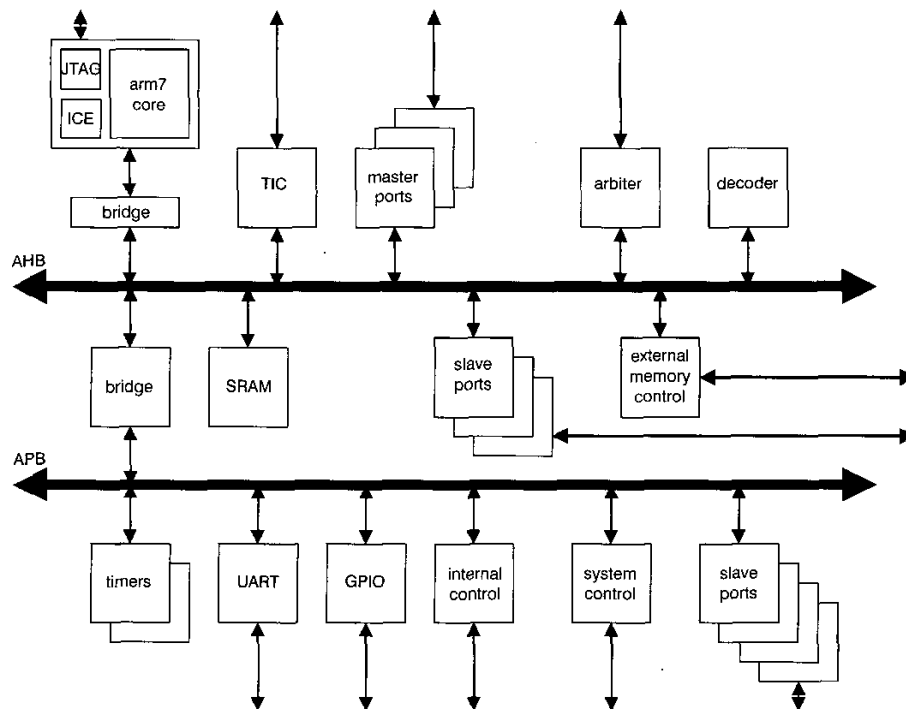 JTAG
ICE
arm7
core
TIC
master
ports
arbiter
decoder
bridge
AHB
bridge
SRAM
slave
ports
external
memory
control
APB
timers
UART
GPIO
internal
control
system
control
slave
ports